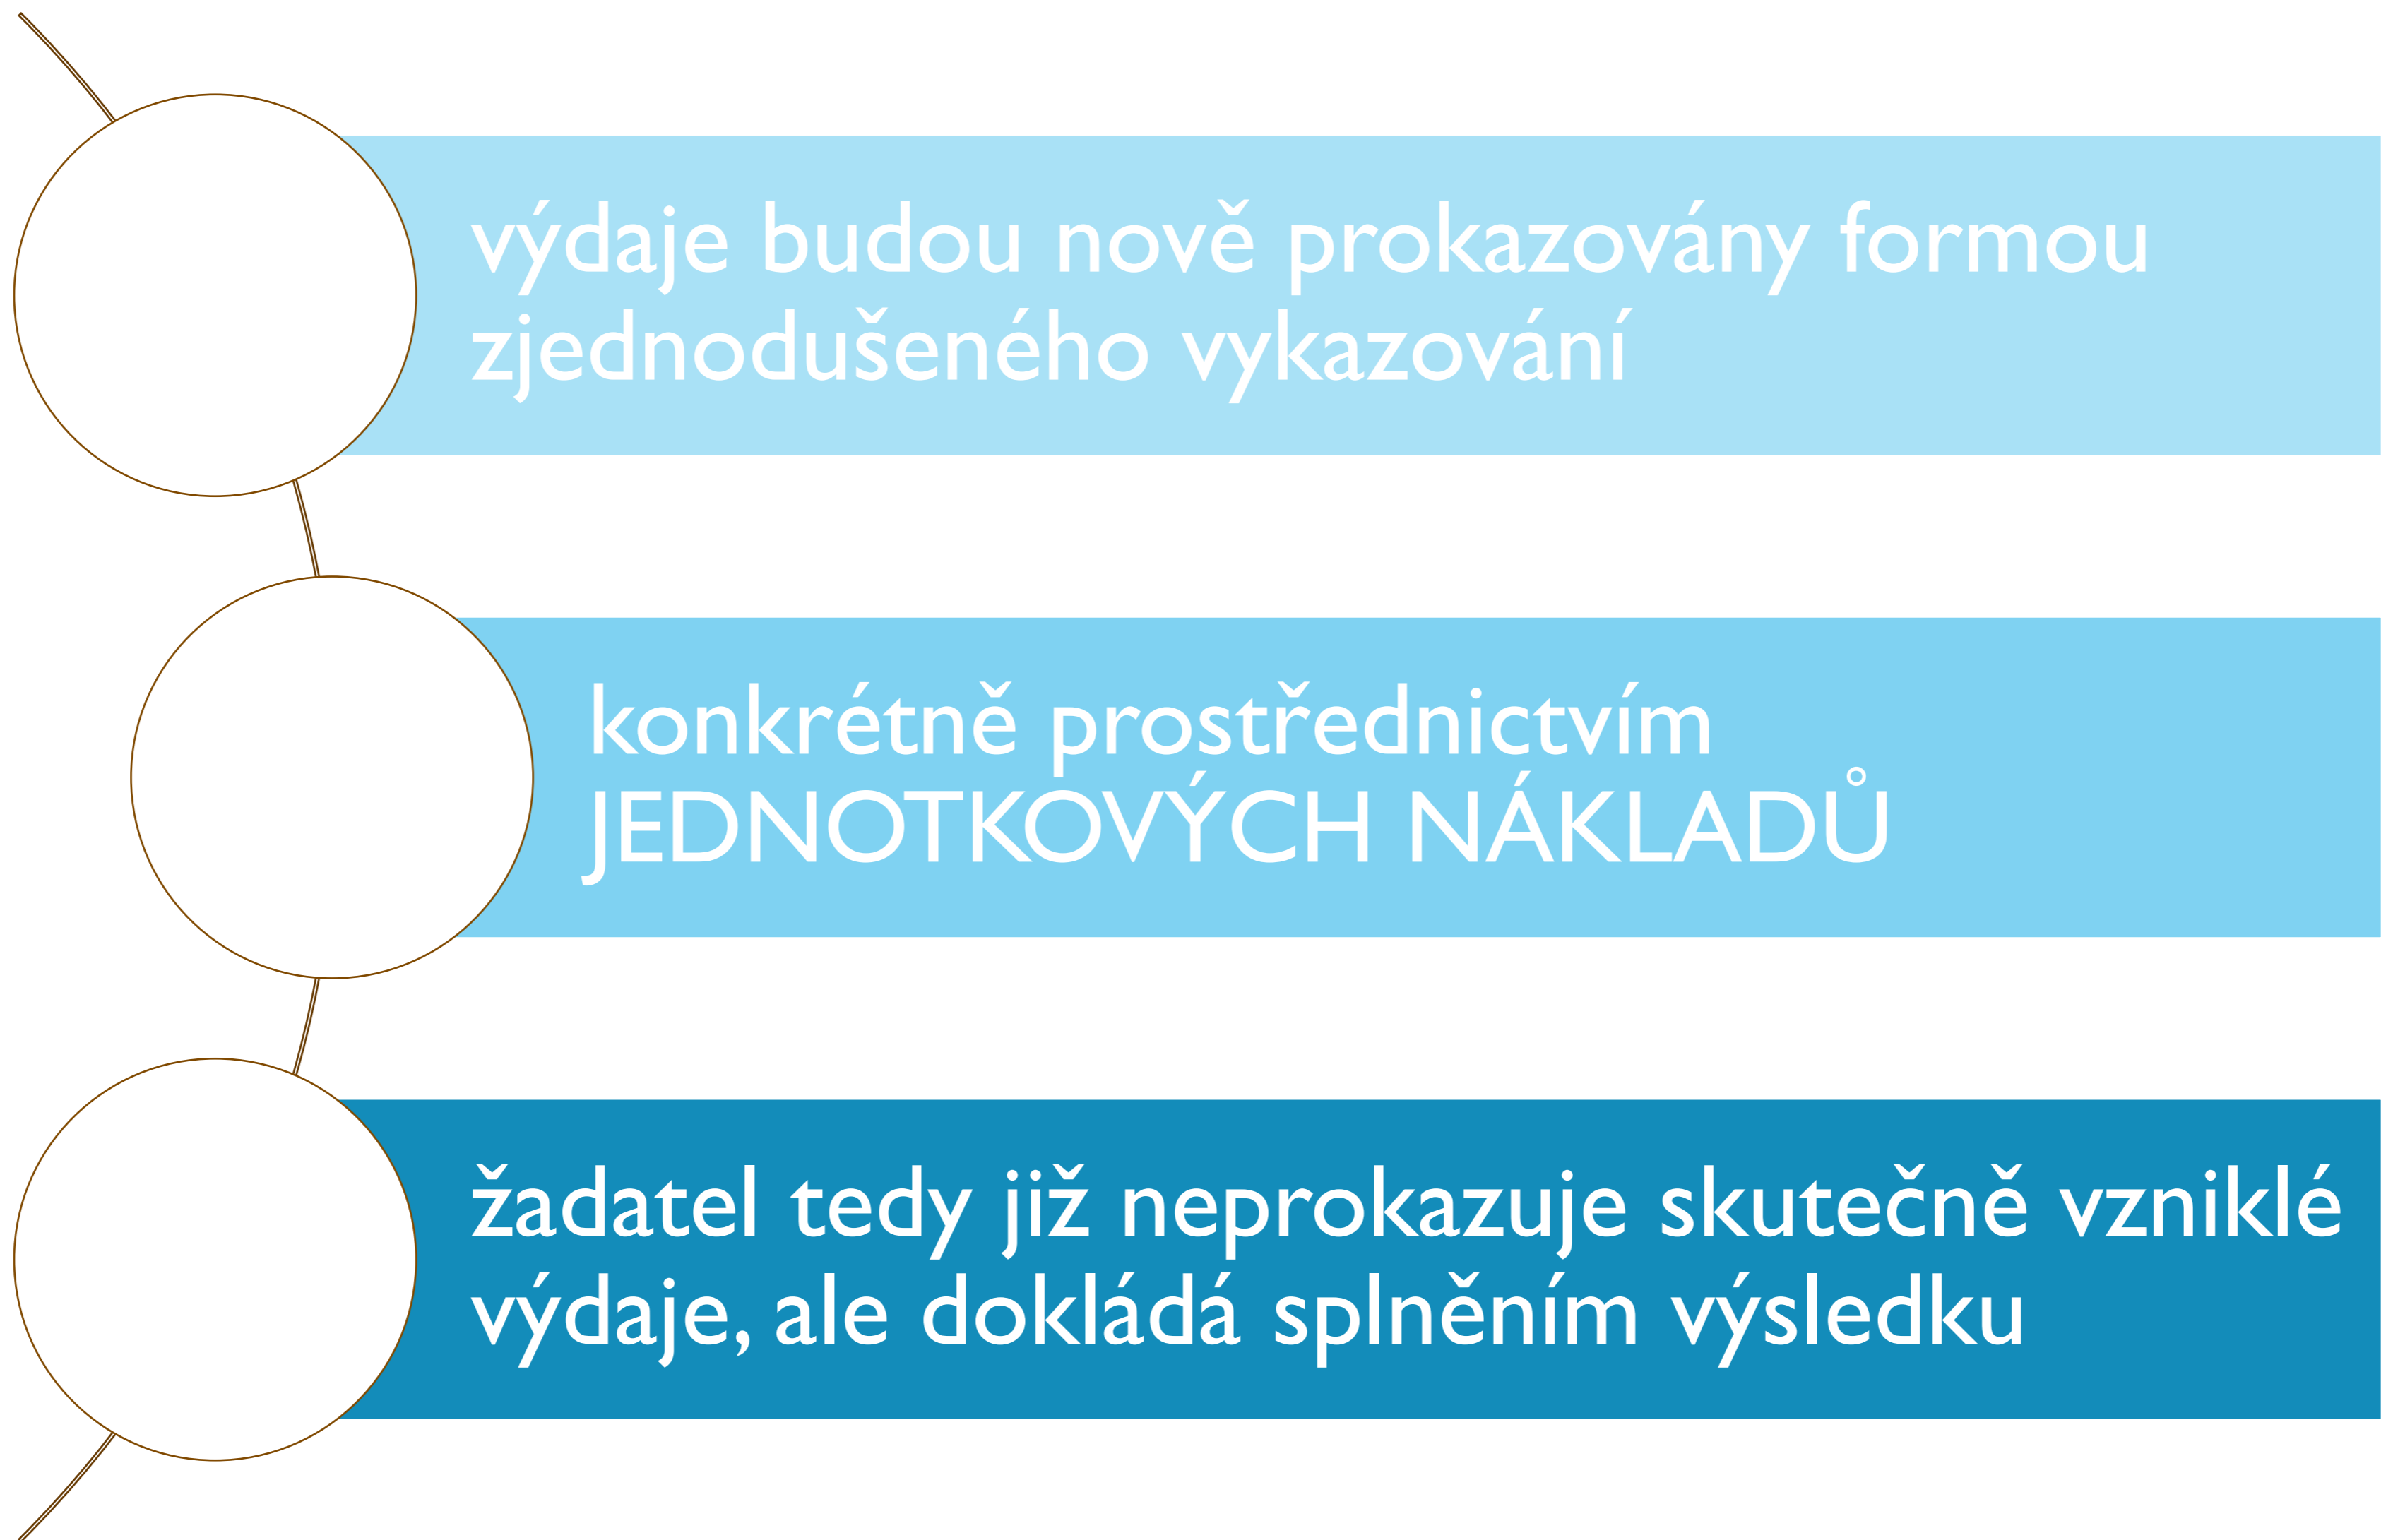 výdaje budou nově prokazovány formou
zjednodušeného vykazování
konkrétně prostřednictvím
JEDNOTKOVÝCH NÁKLADŮ
žadatel tedy již neprokazuje skutečně vzniklé
výdaje, ale dokládá splněním výsledku